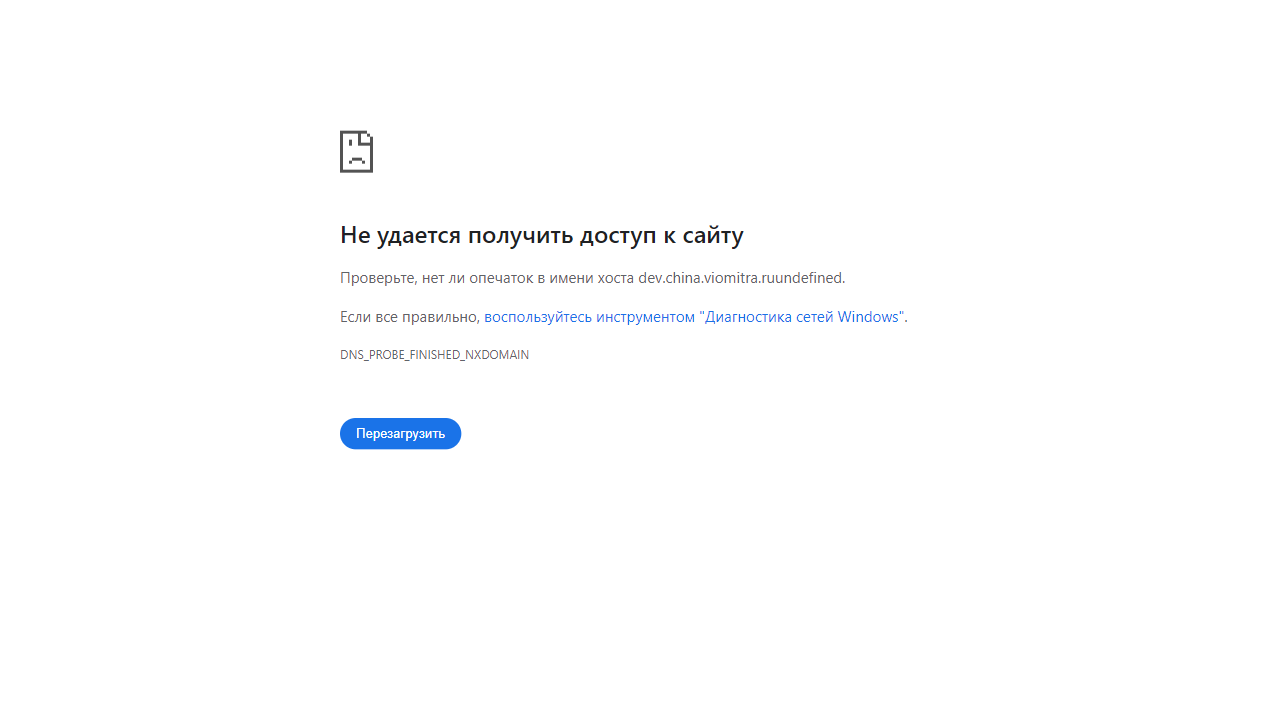 Не удается получить доступ к сайту
Проверьте, нет ли опечаток в имени хоста dev.china.viomitra.ruundefined.
Если все правильно, воспользуйтесь инструментом "Диагностика сетей Windows".
DNS_PROBE_FINISHED_NXDOMAIN
Перезагрузить